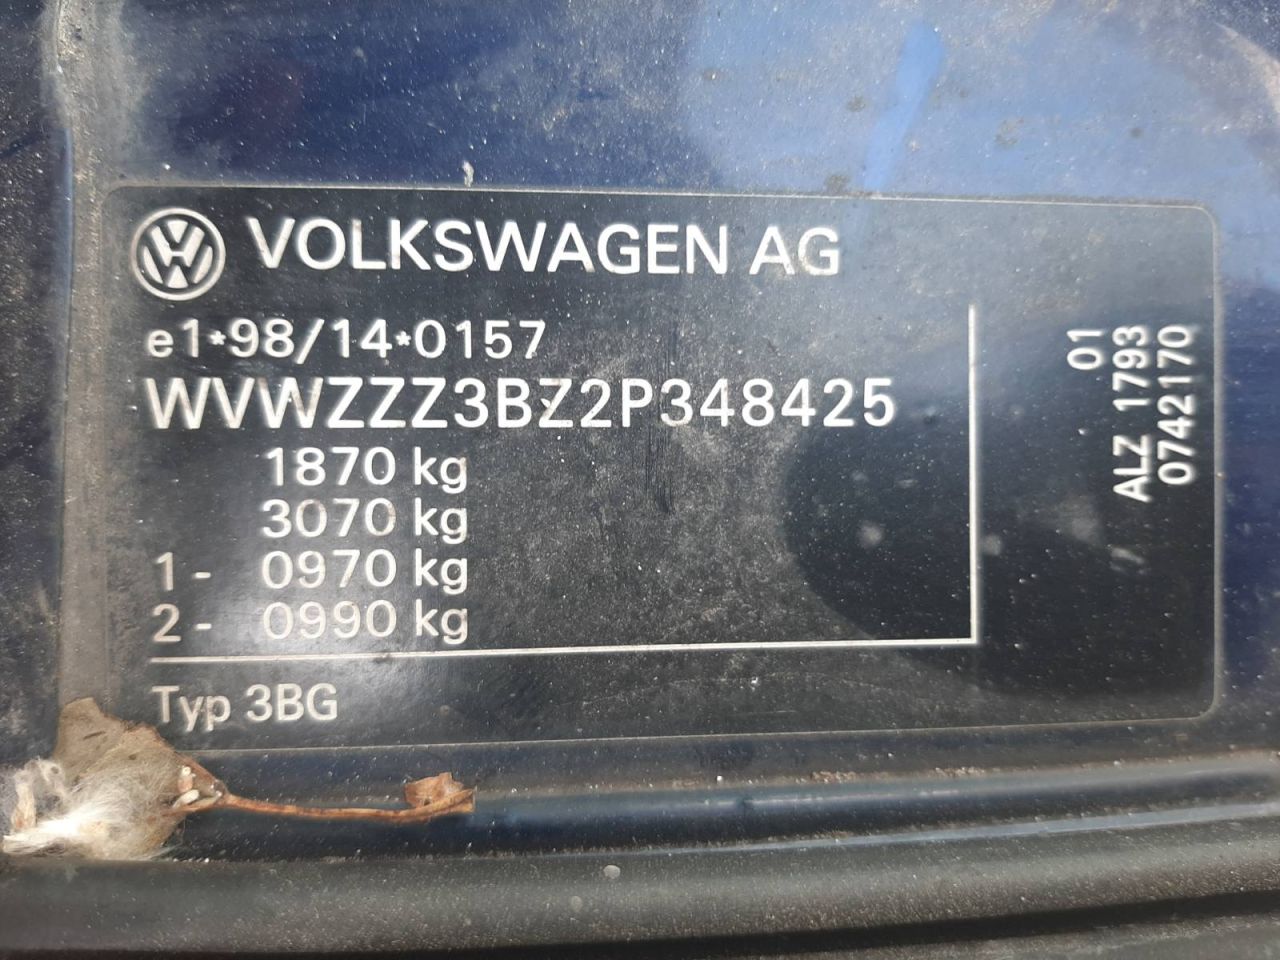 VOLKSWAGEN AG
e1*98/14*0157
WVWZZZ3BZ2P348425
1870 kg
3070 kg
1- 0970 kg
2- 0990 kg
Typ 3BG
01
ALZ 1793
0742170